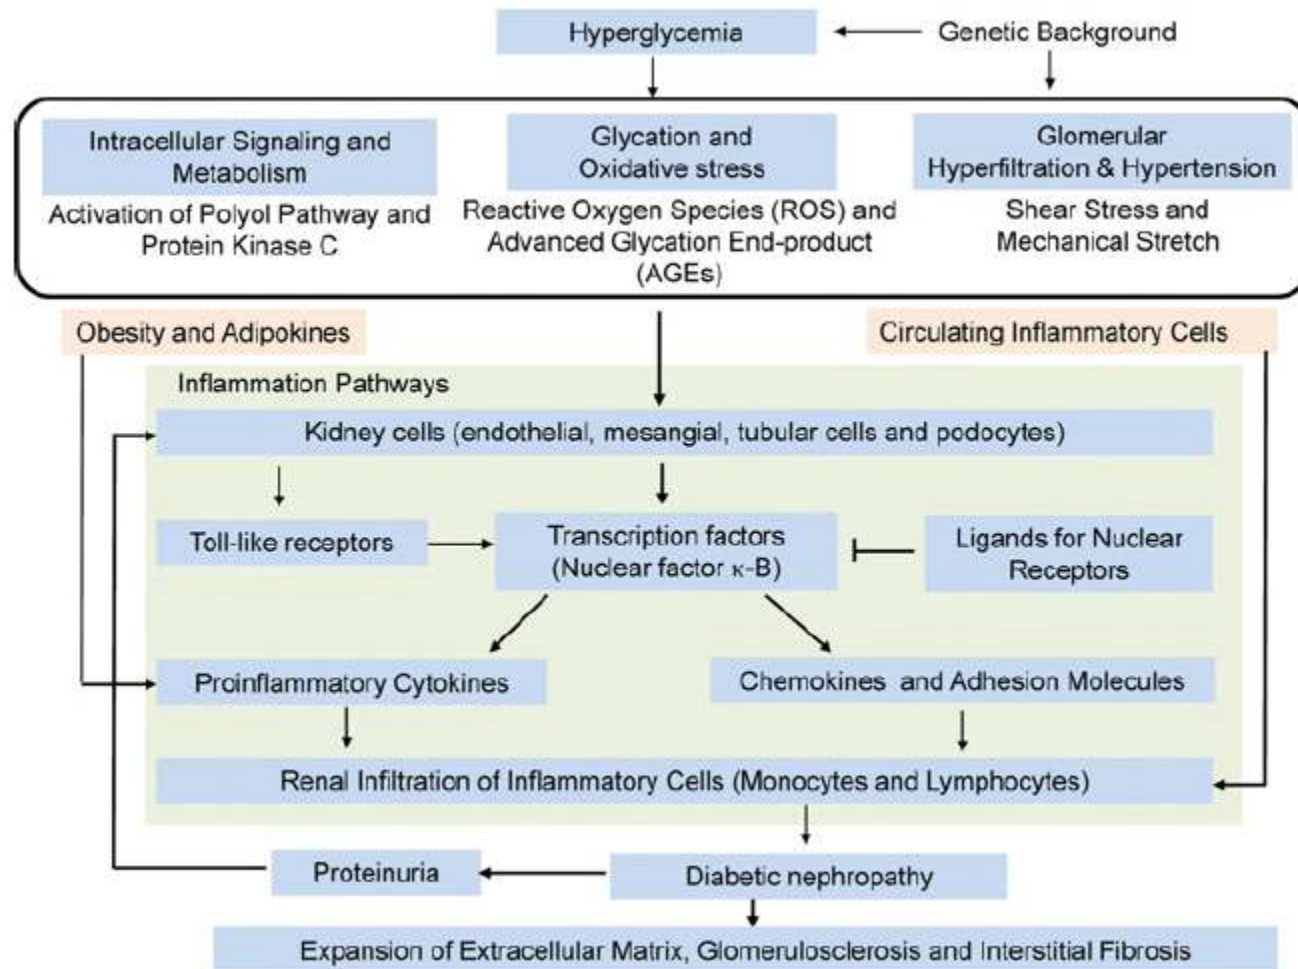 Hyperglycemia
Genetic Background
Intracellular Signaling and
Metabolism
Activation of Polyol Pathway and
Protein Kinase C
Glycation and
Oxidative stress
Reactive Oxygen Species (ROS) and
Advanced Glycation End-product
(AGEs)
Glomerular
Hyperfiltration & Hypertension
Shear Stress and
Mechanical Stretch
Obesity and Adipokines
Circulating Inflammatory Cells
Inflammation Pathways
Kidney cells (endothelial, mesangial, tubular cells and podocytes)
Toll-like receptors
Transcription factors
(Nuclear factor κ-B)
Ligands for Nuclear
Receptors
Proinflammatory Cytokines
Chemokines and Adhesion Molecules
Renal Infiltration of Inflammatory Cells (Monocytes and Lymphocytes)
Proteinuria
Diabetic nephropathy
Expansion of Extracellular Matrix, Glomerulosclerosis and Interstitial Fibrosis